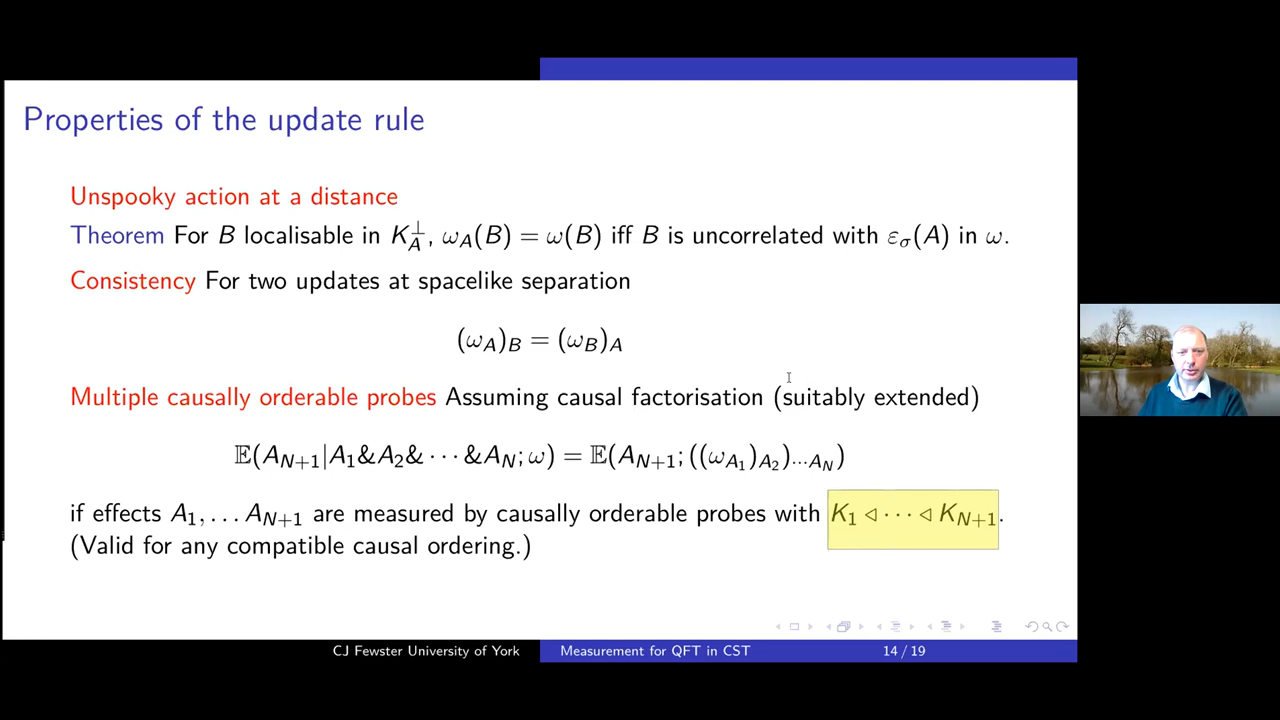 Properties of the update rule
Unspooky action at a distance
Theorem For B localisable in K_A^⊥, ω_A(B) = ω(B) iff B is uncorrelated with ε_σ(A) in ω.
Consistency For two updates at spacelike separation
(ω_A)_B = (ω_B)_A
Multiple causally orderable probes Assuming causal factorisation (suitably extended)
𝔼(A_{N+1}|A_1&A_2& ⋯ &A_N; ω) = 𝔼(A_{N+1}; ((ω_{A_1})_{A_2})_{⋯A_N})
if effects A_1, … A_{N+1} are measured by causally orderable probes with K_1 ◁ ⋯ ◁ K_{N+1}.
(Valid for any compatible causal ordering.)
CJ Fewster University of York Measurement for QFT in CST 14 / 19